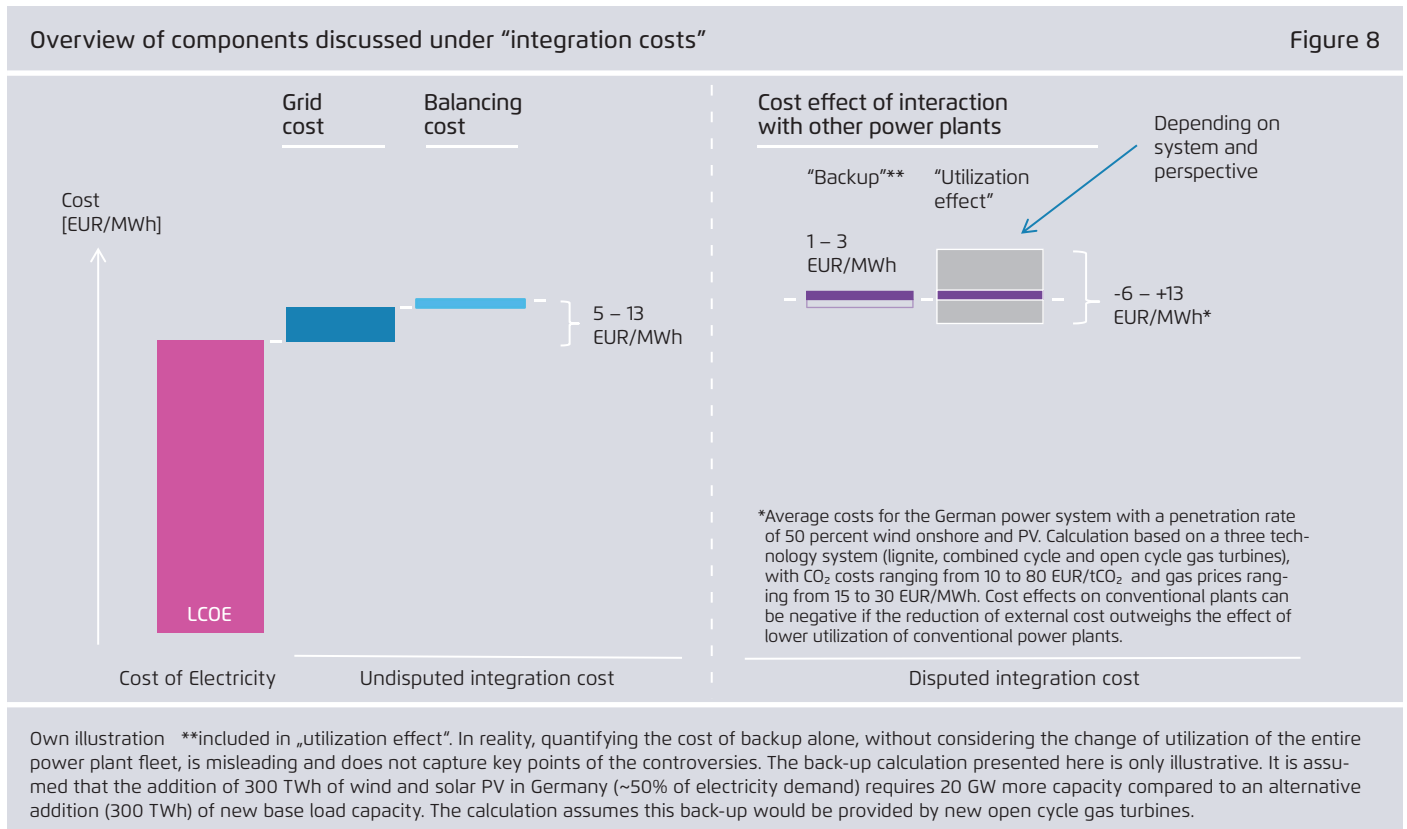 Overview of components discussed under “integration costs”
Figure 8
Grid
cost
Balancing
cost
Cost effect of interaction
with other power plants
Depending on
system and
perspective
“Backup”**
“Utilization
effect”
Cost
[EUR/MWh]
1 – 3
EUR/MWh
5 – 13
EUR/MWh
-6 – +13
EUR/MWh*
LCOE
*Average costs for the German power system with a penetration rate
of 50 percent wind onshore and PV. Calculation based on a three tech-
nology system (lignite, combined cycle and open cycle gas turbines),
with CO₂ costs ranging from 10 to 80 EUR/tCO₂ and gas prices rang-
ing from 15 to 30 EUR/MWh. Cost effects on conventional plants can
be negative if the reduction of external cost outweighs the effect of
lower utilization of conventional power plants.
Cost of Electricity
Undisputed integration cost
Disputed integration cost
Own illustration **included in „utilization effect“. In reality, quantifying the cost of backup alone, without considering the change of utilization of the entire
power plant fleet, is misleading and does not capture key points of the controversies. The back-up calculation presented here is only illustrative. It is assu-
med that the addition of 300 TWh of wind and solar PV in Germany (~50% of electricity demand) requires 20 GW more capacity compared to an alternative
addition (300 TWh) of new base load capacity. The calculation assumes this back-up would be provided by new open cycle gas turbines.